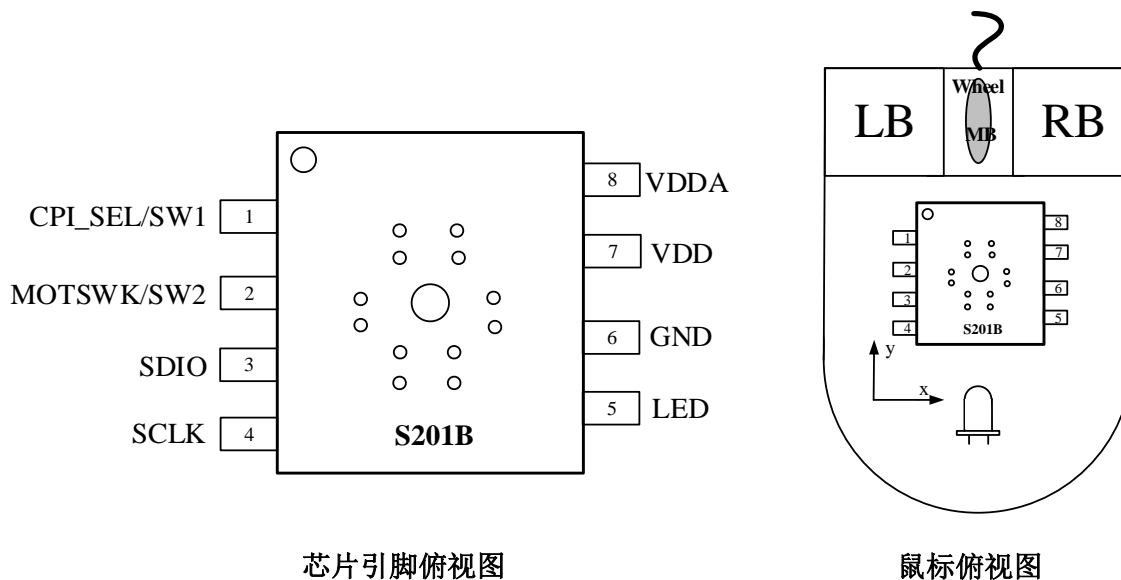 CPI_SEL/SW1 1
MOTSWK/SW2 2
SDIO 3
SCLK 4
8 VDDA
7 VDD
6 GND
5 LED
S201B
芯片引脚俯视图
Wheel
LB MB RB
1
2
3
4
8
7
6
5
S201B
y
x
鼠标俯视图